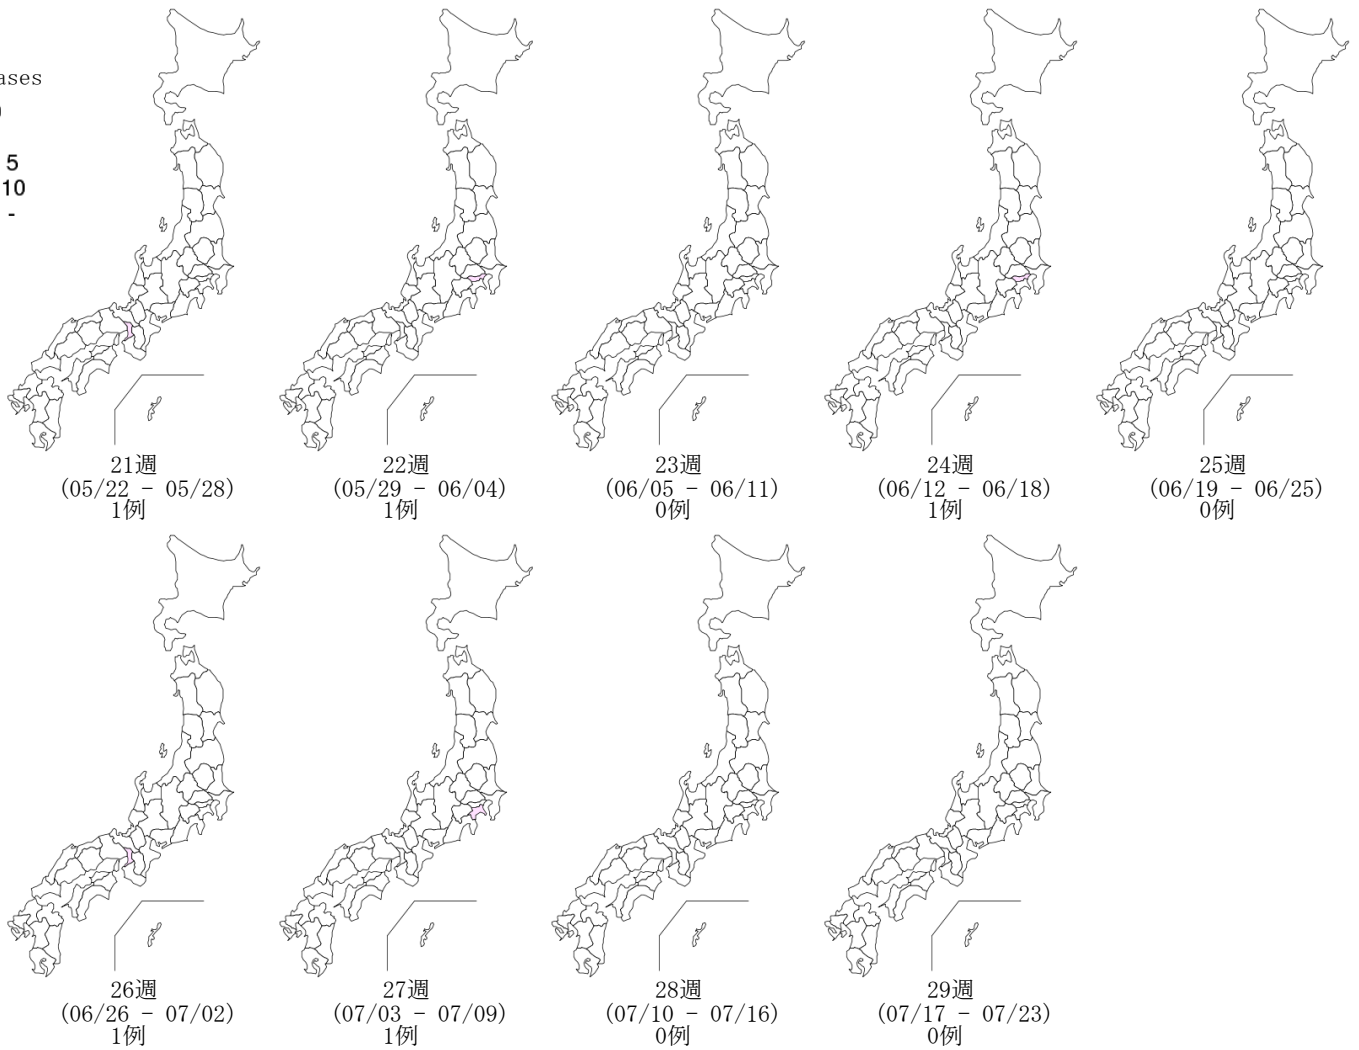 ases
5
10
-
21週
(05/22 - 05/28)
1例
22週
(05/29 - 06/04)
1例
23週
(06/05 - 06/11)
0例
24週
(06/12 - 06/18)
1例
25週
(06/19 - 06/25)
0例
26週
(06/26 - 07/02)
1例
27週
(07/03 - 07/09)
1例
28週
(07/10 - 07/16)
0例
29週
(07/17 - 07/23)
0例